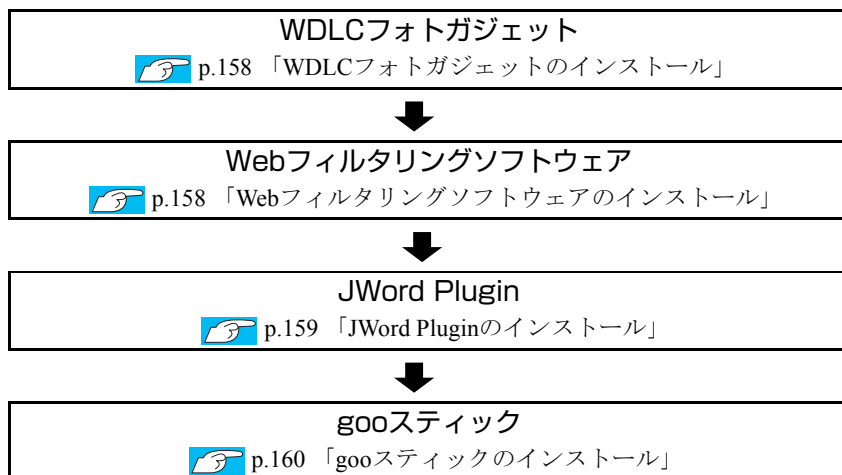 WDLCフォトガジェット
p.158 「WDLCフォトガジェットのインストール」
Webフィルタリングソフトウェア
p.158 「Webフィルタリングソフトウェアのインストール」
JWord Plugin
p.159 「JWord Pluginのインストール」
gooスティック
p.160 「gooスティックのインストール」